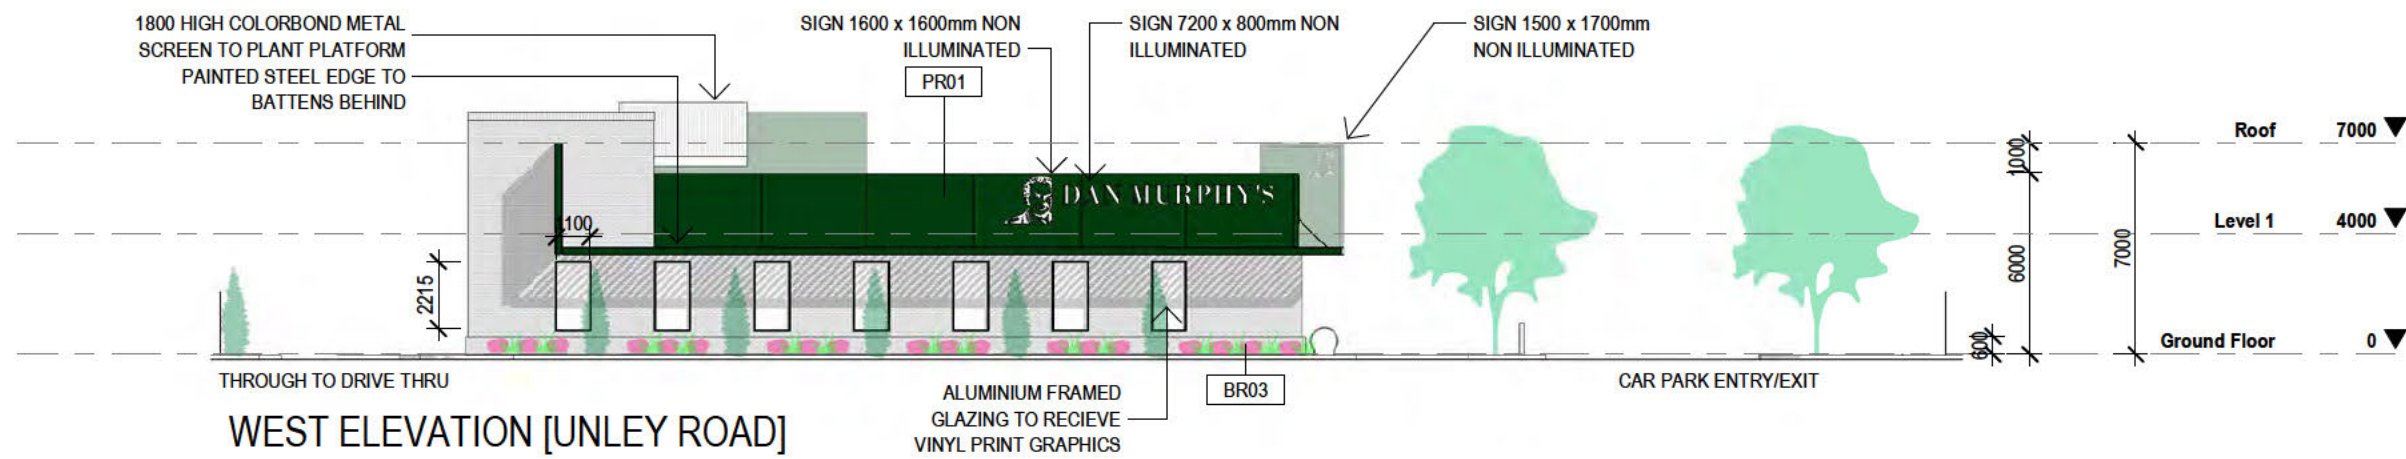 1800 HIGH COLORBOND METAL
SCREEN TO PLANT PLATFORM
PAINTED STEEL EDGE TO
BATTENS BEHIND
SIGN 1600 x 1600mm NON
ILLUMINATED
PR01
SIGN 7200 x 800mm NON
ILLUMINATED
SIGN 1500 x 1700mm
NON ILLUMINATED
Roof 7000
1000
DAN MURPHY'S
1100
Level 1 4000
7000
6000
2215
600
Ground Floor 0
THROUGH TO DRIVE THRU
CAR PARK ENTRY/EXIT
ALUMINIUM FRAMED
GLAZING TO RECIEVE
VINYL PRINT GRAPHICS
BR03
WEST ELEVATION [UNLEY ROAD]